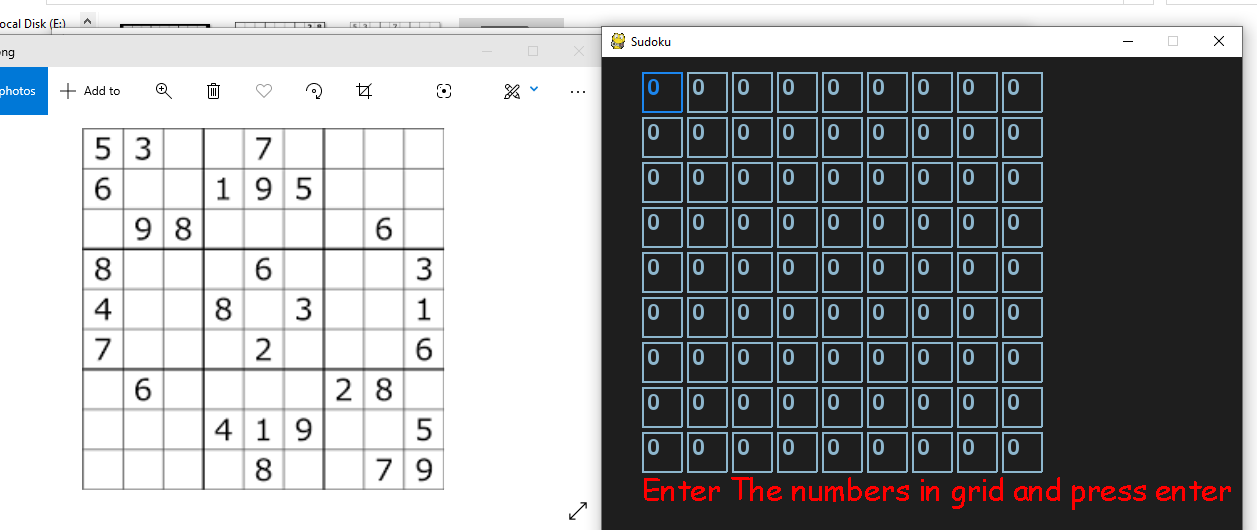 ocal Disk (E:)
ng
photos
Add to
5 3 7
6 1 9 5
9 8 6
8 6 3
4 8 3 1
7 2 6
6 2 8
4 1 9 5
8 7 9
Sudoku
0 0 0 0 0 0 0 0 0
0 0 0 0 0 0 0 0 0
0 0 0 0 0 0 0 0 0
0 0 0 0 0 0 0 0 0
0 0 0 0 0 0 0 0 0
0 0 0 0 0 0 0 0 0
0 0 0 0 0 0 0 0 0
0 0 0 0 0 0 0 0 0
0 0 0 0 0 0 0 0 0
Enter The numbers in grid and press enter